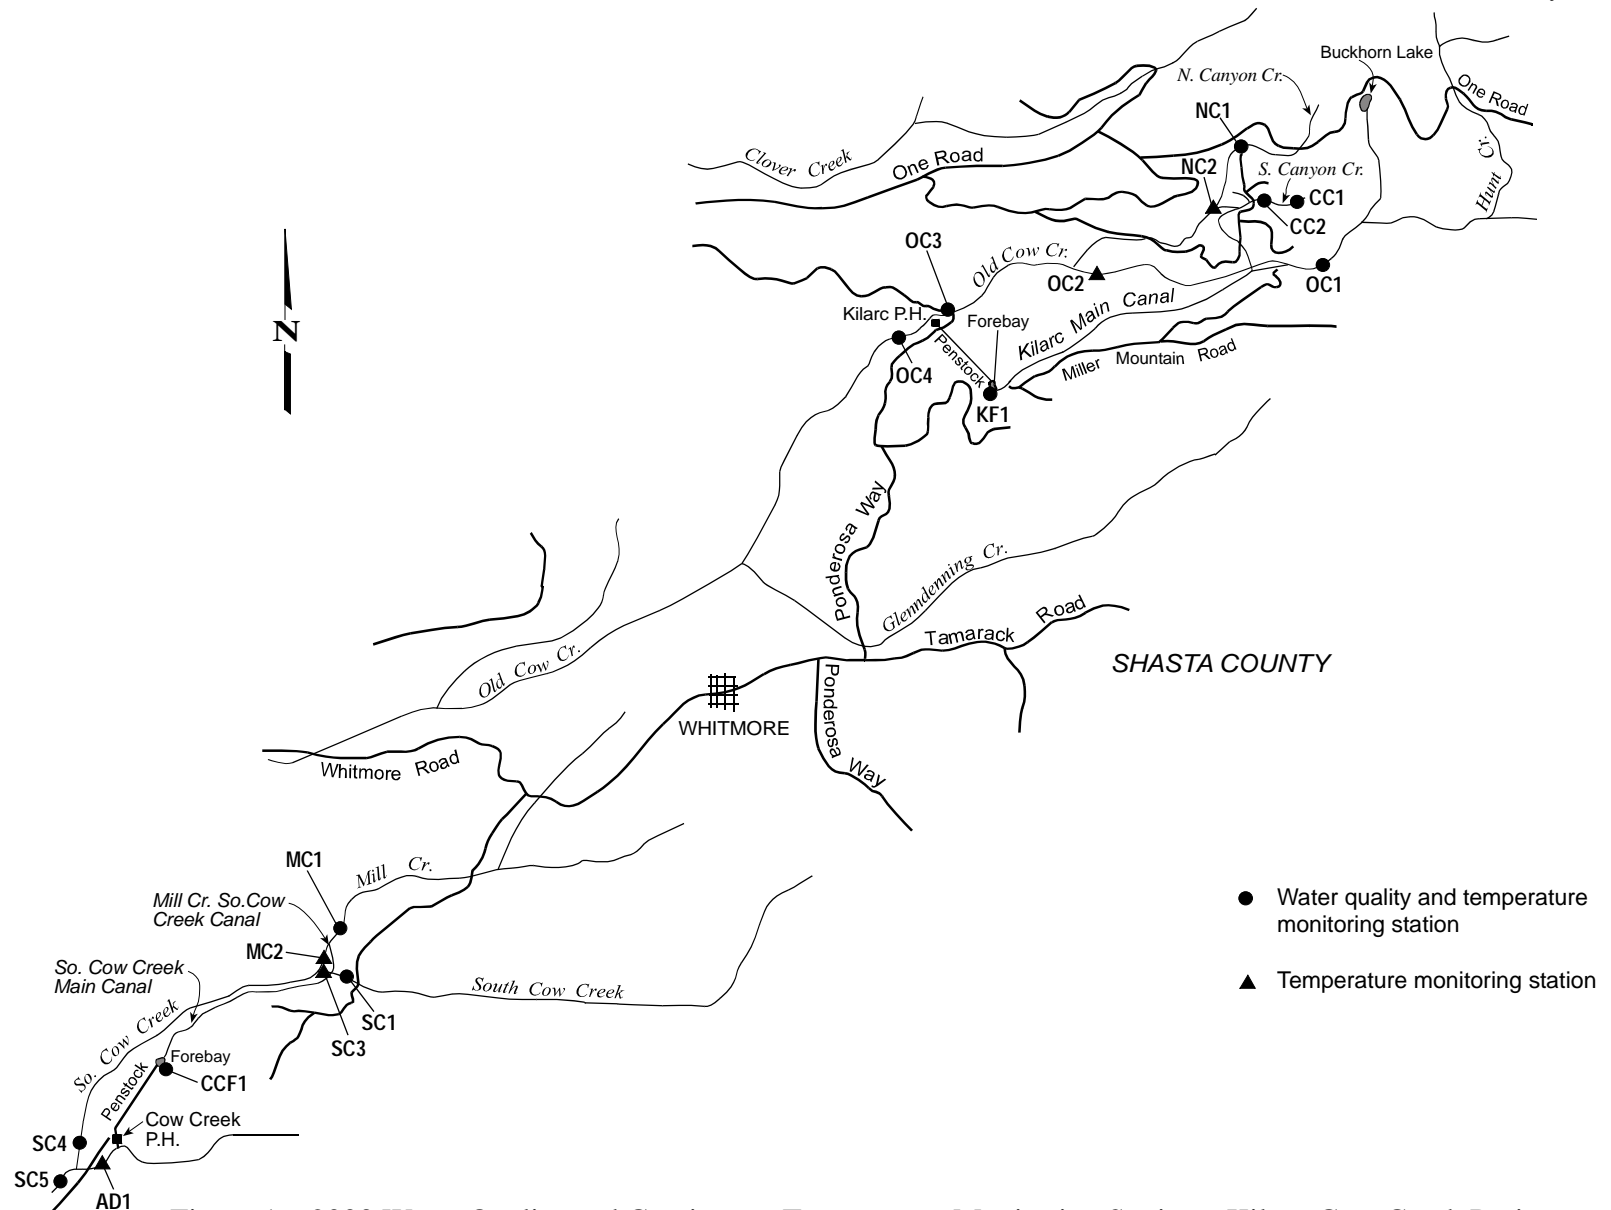 Buckhorn Lake
N. Canyon Cr.
One Road
NC1
Clover Creek
One Road
NC2
S. Canyon Cr.
Hunt Cr.
CC1
CC2
OC3
Old Cow Cr.
OC2
OC1
Kilarc Main Canal
Kilarc P.H.
Forebay
N
Penstock
Miller Mountain Road
OC4
KF1
Ponderosa Way
Glenndenning Cr.
Tamarack Road
Old Cow Cr.
SHASTA COUNTY
Ponderosa Way
WHITMORE
Whitmore Road
MC1
Mill Cr.
Mill Cr. So.Cow
Creek Canal
MC2
So. Cow Creek
Main Canal
South Cow Creek
SC1
So. Cow Creek
SC3
Forebay
CCF1
Penstock
Cow Creek
P.H.
SC4
SC5
AD1
Water quality and temperature
monitoring station
Temperature monitoring station